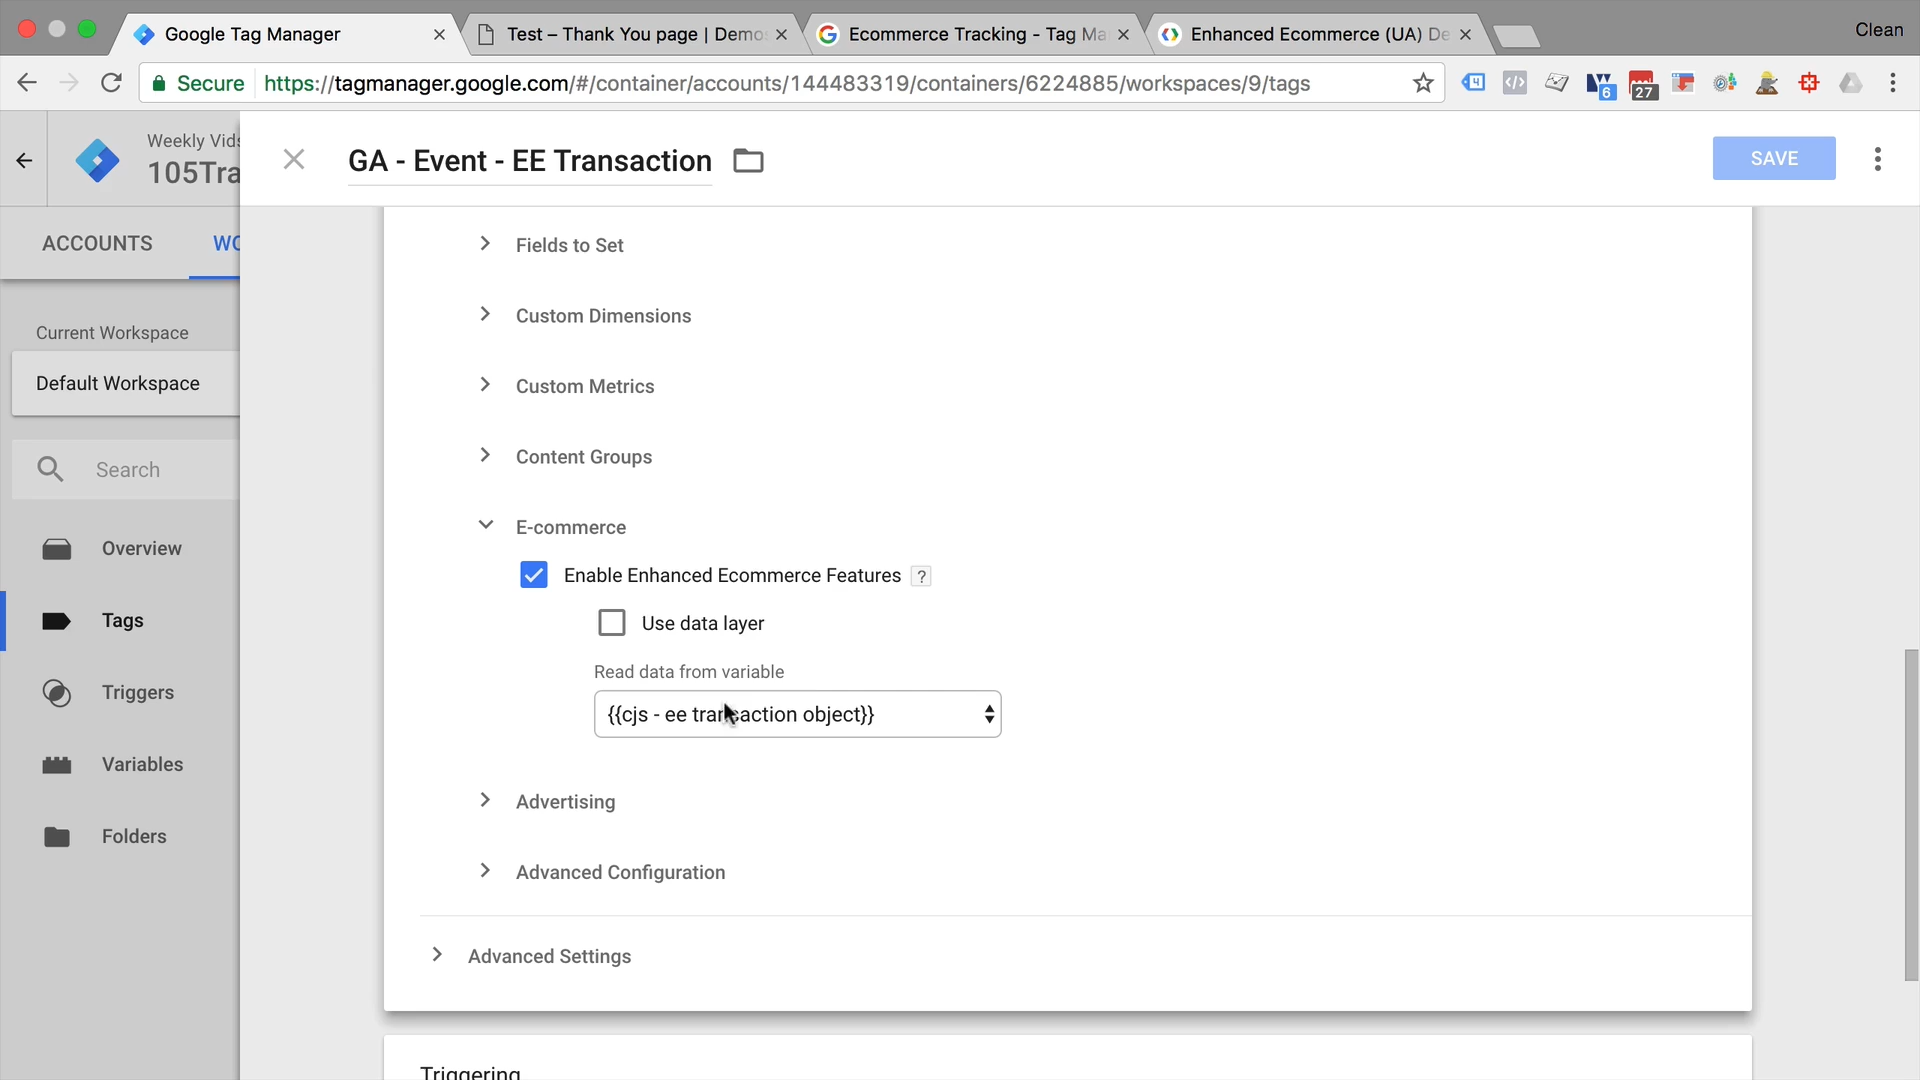 Google Tag Manager
Test – Thank You page | Demo
Ecommerce Tracking - Tag Ma
Enhanced Ecommerce (UA) De
Clean
Secure
https://tagmanager.google.com/#/container/accounts/144483319/containers/6224885/workspaces/9/tags
6
27
Weekly Vids
105Tra
GA - Event - EE Transaction
SAVE
ACCOUNTS
WO
Current Workspace
Default Workspace
Search
Overview
Tags
Triggers
Variables
Folders
Fields to Set
Custom Dimensions
Custom Metrics
Content Groups
E-commerce
Enable Enhanced Ecommerce Features ?
Use data layer
Read data from variable
{{cjs - ee transaction object}}
Advertising
Advanced Configuration
Advanced Settings
Triggering